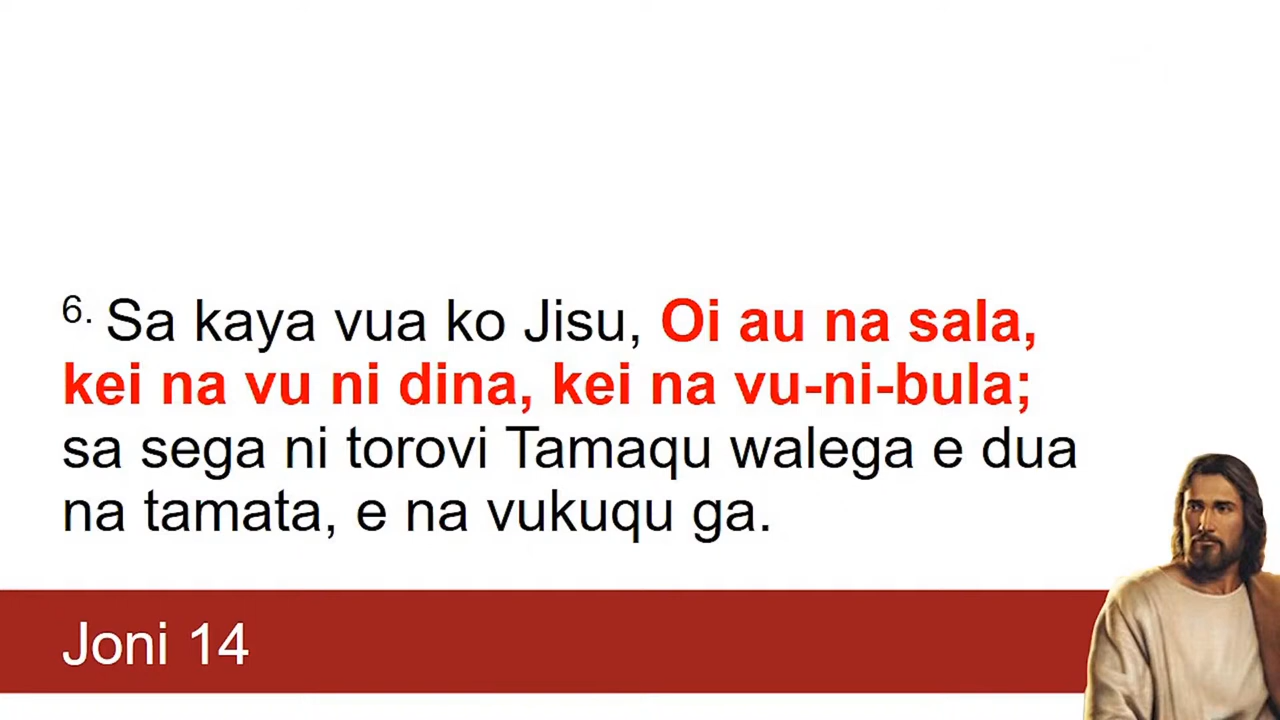 6. Sa kaya vua ko Jisu, Oi au na sala,
kei na vu ni dina, kei na vu-ni-bula;
sa sega ni torovi Tamaqu walega e dua
na tamata, e na vukuqu ga.
Joni 14